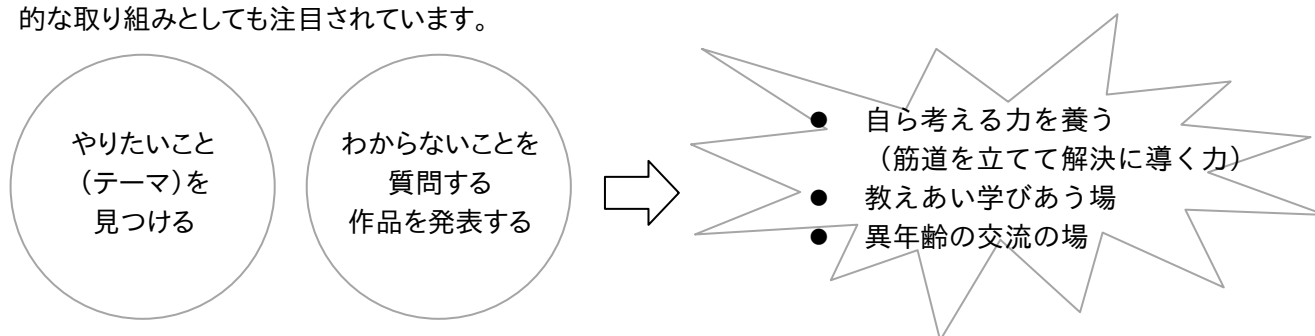 的な取り組みとしても注目されています。
やりたいこと
（テーマ）を
見つける
わからないことを
質問する
作品を発表する
● 自ら考える力を養う
（筋道を立てて解決に導く力）
● 教えあい学びあう場
● 異年齢の交流の場